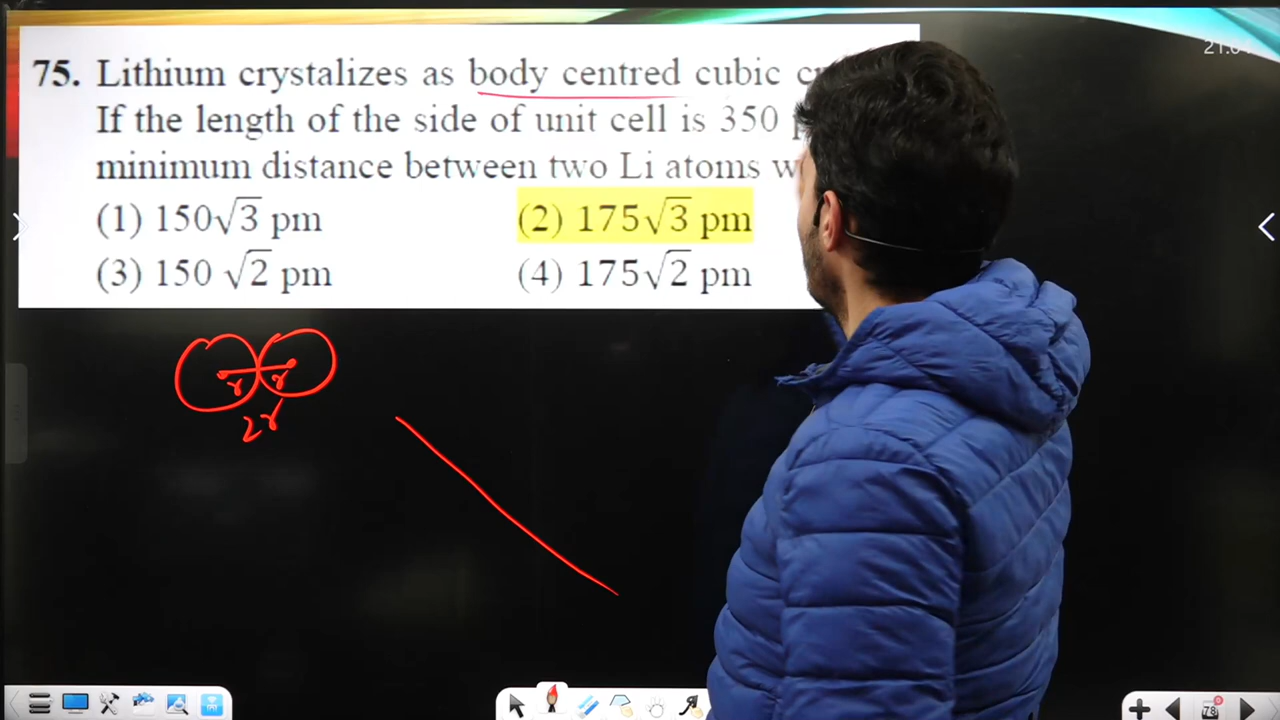 75. Lithium crystalizes as body centred cubic
If the length of the side of unit cell is 350
minimum distance between two Li atoms
(1) 150√3 pm
(2) 175√3 pm
(3) 150 √2 pm
(4) 175√2 pm
r r
2r
78